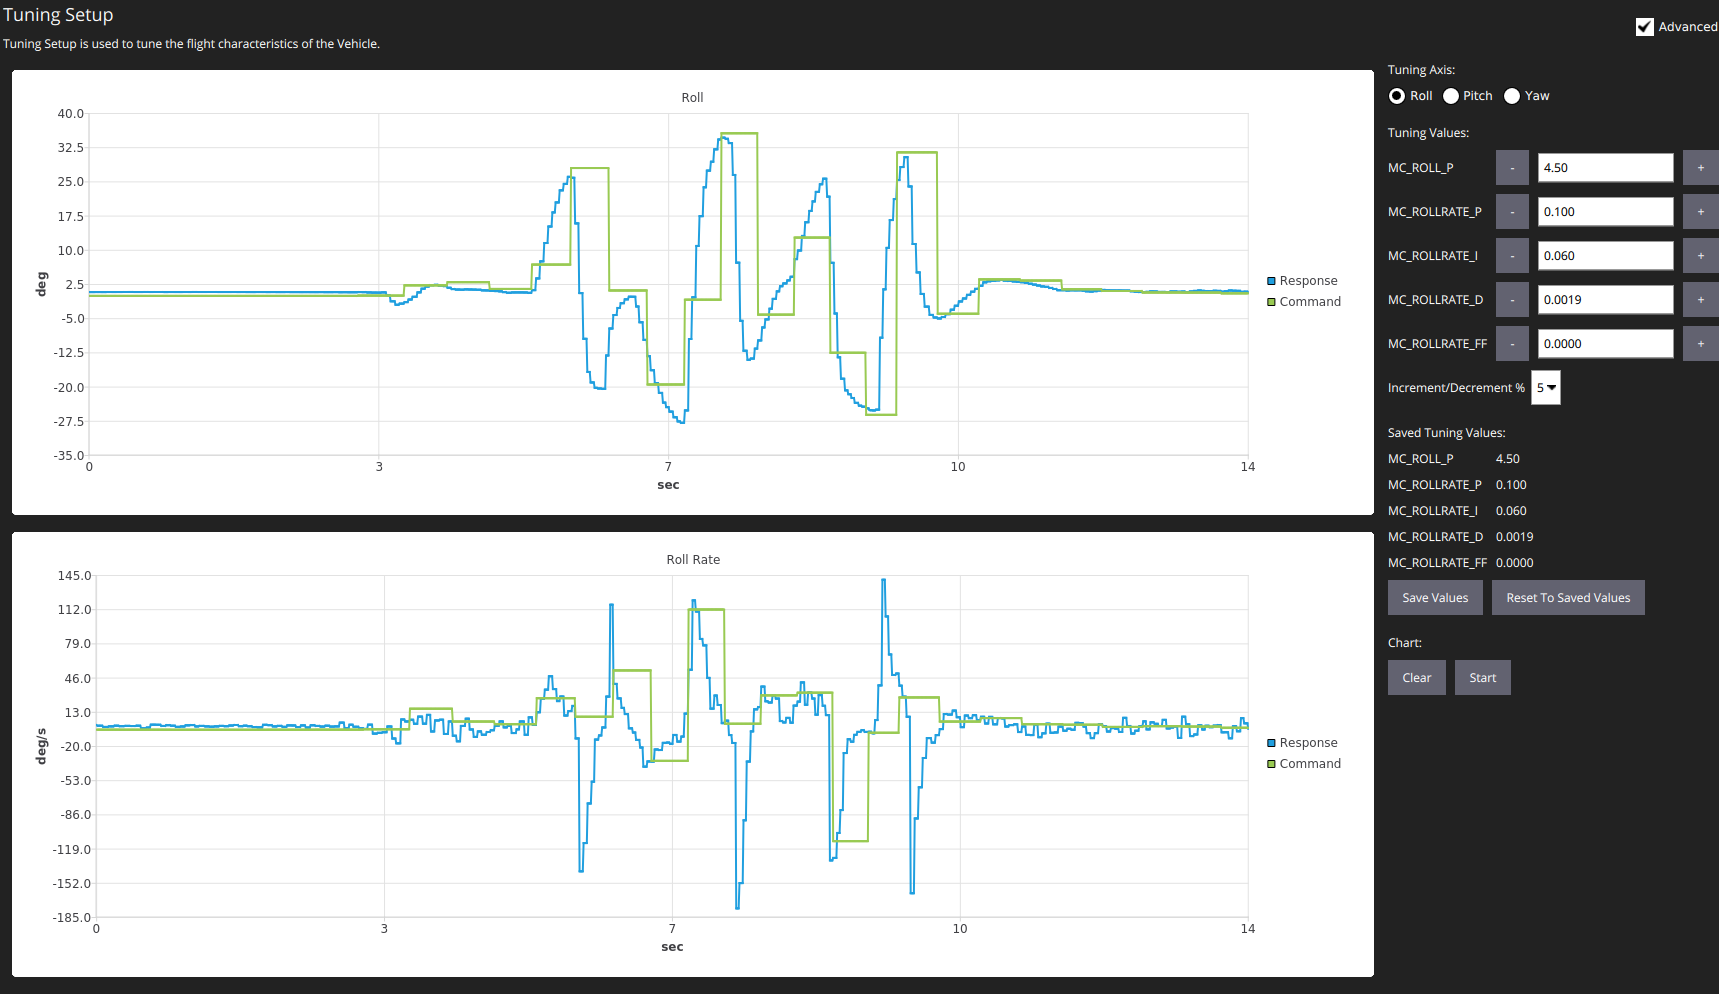 Tuning Setup
Tuning Setup is used to tune the flight characteristics of the Vehicle.
Advanced
Roll
40.0
32.5
25.0
17.5
10.0
2.5
-5.0
-12.5
-20.0
-27.5
-35.0
deg
0 3 7 10 14
sec
Response
Command
Roll Rate
145.0
112.0
79.0
46.0
13.0
-20.0
-53.0
-86.0
-119.0
-152.0
-185.0
deg/s
0 3 7 10 14
sec
Response
Command
Tuning Axis:
Roll Pitch Yaw
Tuning Values:
MC_ROLL_P - 4.50 +
MC_ROLLRATE_P - 0.100 +
MC_ROLLRATE_I - 0.060 +
MC_ROLLRATE_D - 0.0019 +
MC_ROLLRATE_FF - 0.0000 +
Increment/Decrement % 5
Saved Tuning Values:
MC_ROLL_P 4.50
MC_ROLLRATE_P 0.100
MC_ROLLRATE_I 0.060
MC_ROLLRATE_D 0.0019
MC_ROLLRATE_FF 0.0000
Save Values Reset To Saved Values
Chart:
Clear Start